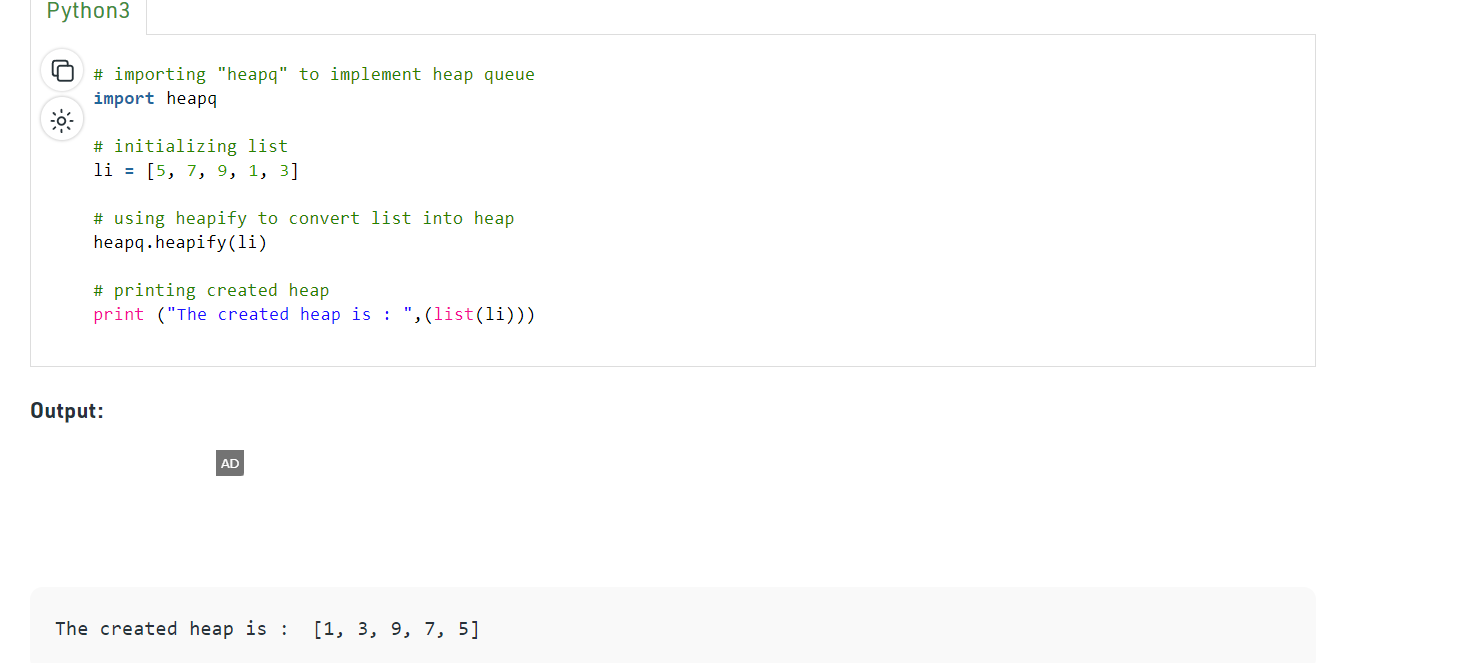 Python3
# importing "heapq" to implement heap queue
import heapq
# initializing list
li = [5, 7, 9, 1, 3]
# using heapify to convert list into heap
heapq.heapify(li)
# printing created heap
print ("The created heap is : ",(list(li)))
Output:
AD
The created heap is :  [1, 3, 9, 7, 5]